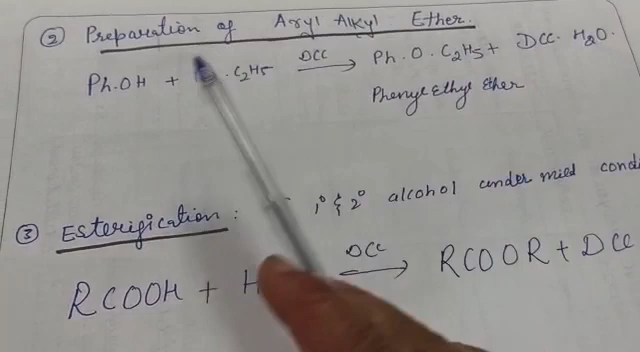 ② Preparation of Aryl Alkyl Ether.
Ph.OH + . C₂H₅ DCC → Ph. O. C₂H₅ + DCC. H₂O.
Phenyl Ethyl Ether
③ Esterification : 1° & 2° alcohol under mild condi
RCOOH + H DCC → RCOOR + DCC